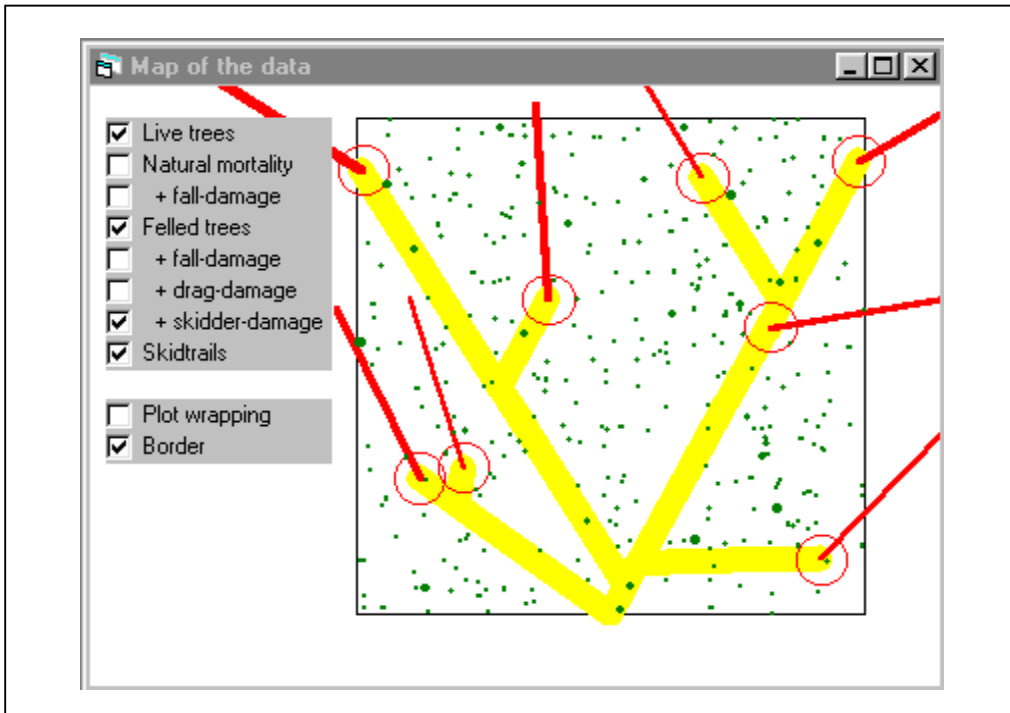 Map of the data
Live trees
Natural mortality
+ fall-damage
Felled trees
+ fall-damage
+ drag-damage
+ skidder-damage
Skidtrails
Plot wrapping
Border